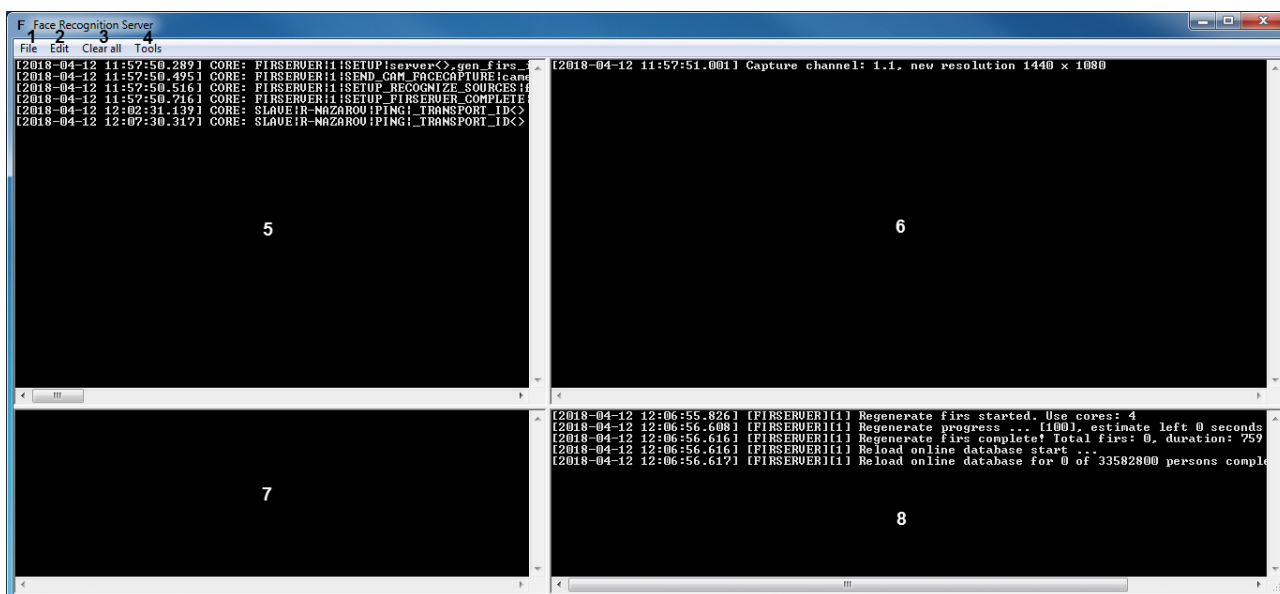 F Face Recognition Server
1 2 3 4
File Edit Clear all Tools
[2018-04-12 11:57:50.289] CORE: FIRSERVER|1|SETUP|server<>,gen_firs_
[2018-04-12 11:57:50.495] CORE: FIRSERVER|1|SEND_CAM_FACECAPTURE|came
[2018-04-12 11:57:50.516] CORE: FIRSERVER|1|SETUP_RECOGNIZE_SOURCES|
[2018-04-12 11:57:50.716] CORE: FIRSERVER|1|SETUP_FIRSERVER_COMPLETE|
[2018-04-12 12:02:31.139] CORE: SLAVE|R-NAZAROV|PING|_TRANSPORT_ID<>
[2018-04-12 12:07:30.317] CORE: SLAVE|R-NAZAROV|PING|_TRANSPORT_ID<>
5
[2018-04-12 11:57:51.001] Capture channel: 1.1, new resolution 1440 x 1080
6
7
[2018-04-12 12:06:55.826] [FIRSERVER][1] Regenerate firs started. Use cores: 4
[2018-04-12 12:06:56.608] [FIRSERVER][1] Regenerate progress ... [100], estimate left 0 seconds
[2018-04-12 12:06:56.616] [FIRSERVER][1] Regenerate firs complete! Total firs: 0, duration: 759
[2018-04-12 12:06:56.616] [FIRSERVER][1] Reload online database start ...
[2018-04-12 12:06:56.617] [FIRSERVER][1] Reload online database for 0 of 33582800 persons comple
8